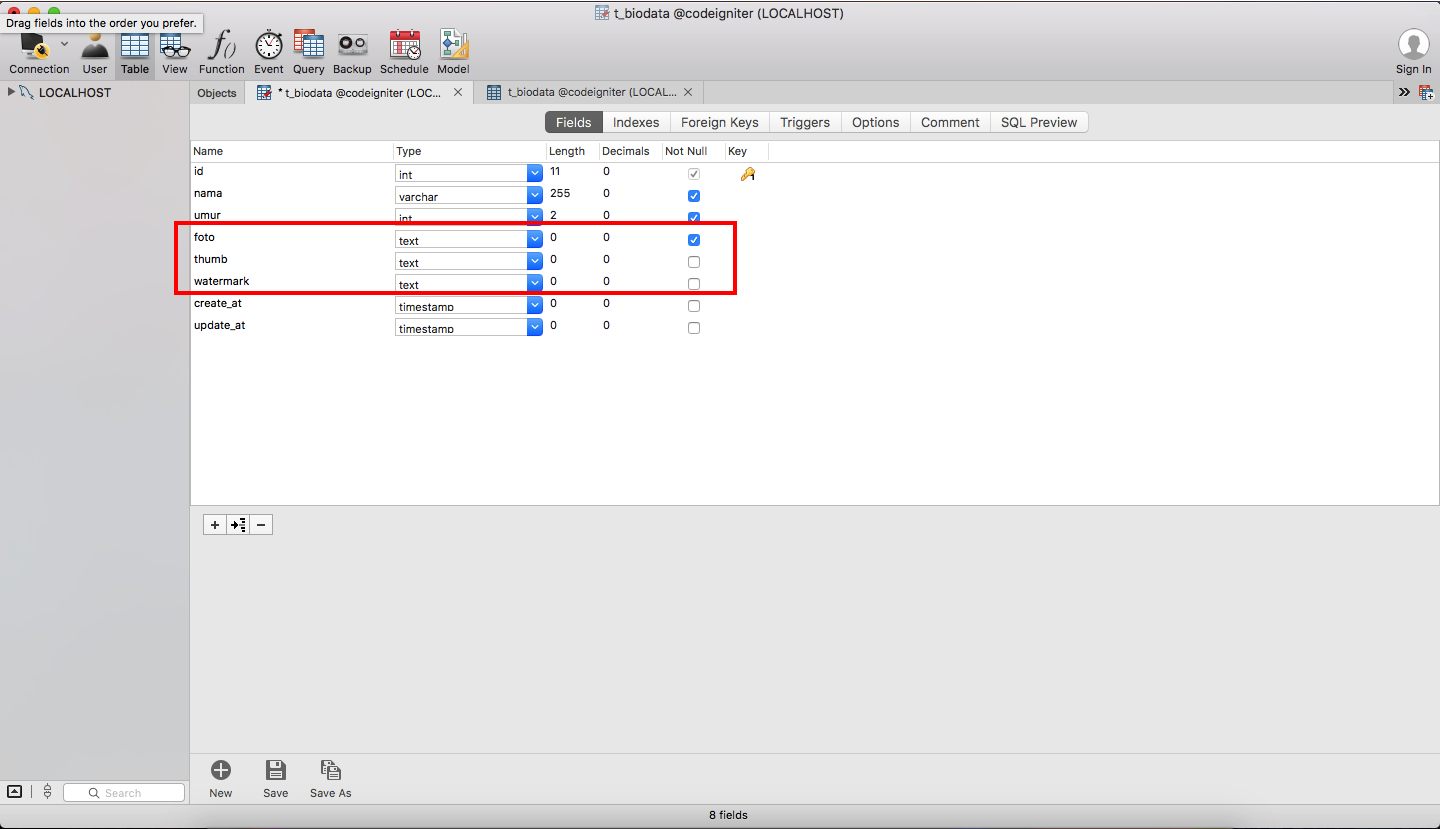 t_biodata @codeigniter (LOCALHOST)
Drag fields into the order you prefer.
Connection User Table View Function Event Query Backup Schedule Model Sign In
LOCALHOST
Objects * t_biodata @codeigniter (LOC... t_biodata @codeigniter (LOCAL...
Fields Indexes Foreign Keys Triggers Options Comment SQL Preview
Name Type Length Decimals Not Null Key
id int 11 0 1
nama varchar 255 0
umur int 2 0
foto text 0 0
thumb text 0 0
watermark text 0 0
create_at timestamp 0 0
update_at timestamp 0 0
New Save Save As
Search
8 fields